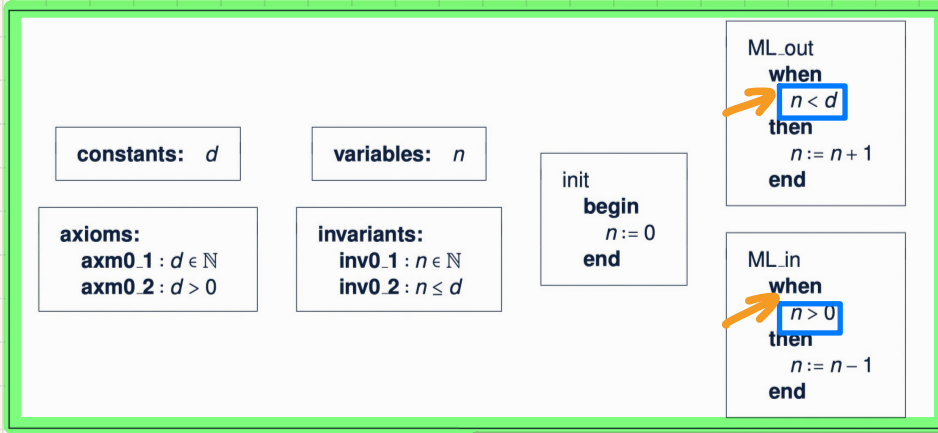 constants: d
axioms:
axm0_1 : d ∈ ℕ
axm0_2 : d > 0
variables: n
invariants:
inv0_1 : n ∈ ℕ
inv0_2 : n ≤ d
init
begin
n := 0
end
ML_out
when
n < d
then
n := n + 1
end
ML_in
when
n > 0
then
n := n − 1
end